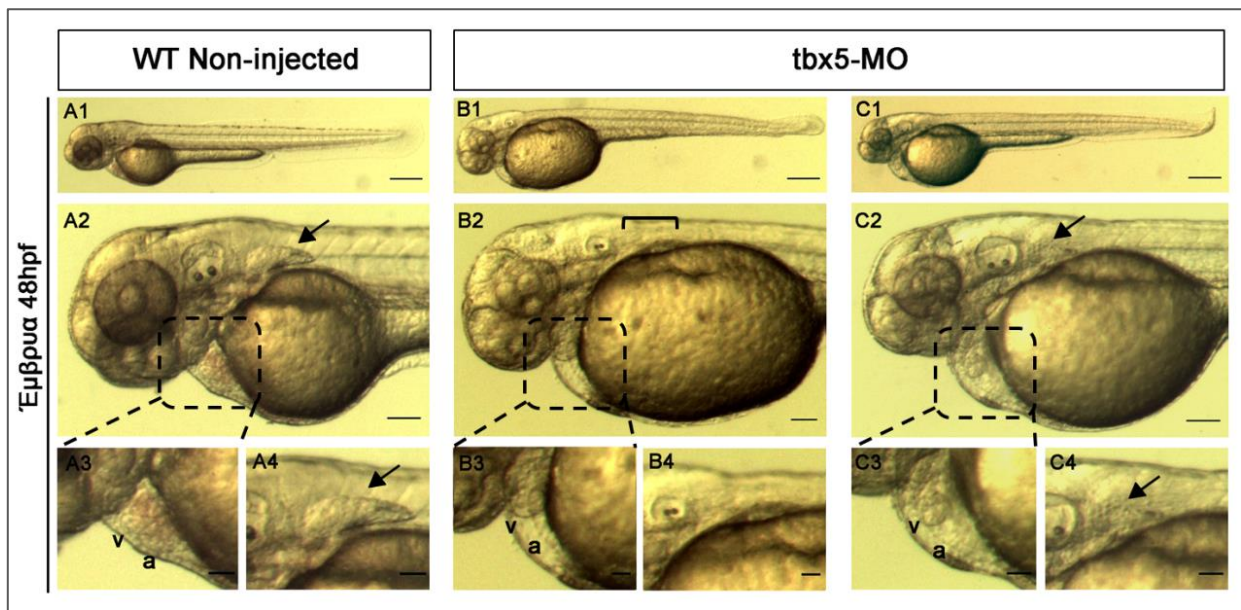 WT Non-injected
tbx5-MO
Έμβρυα 48hpf
A1
B1
C1
A2
B2
C2
A3
A4
B3
B4
C3
C4
v
a
v
a
v
a